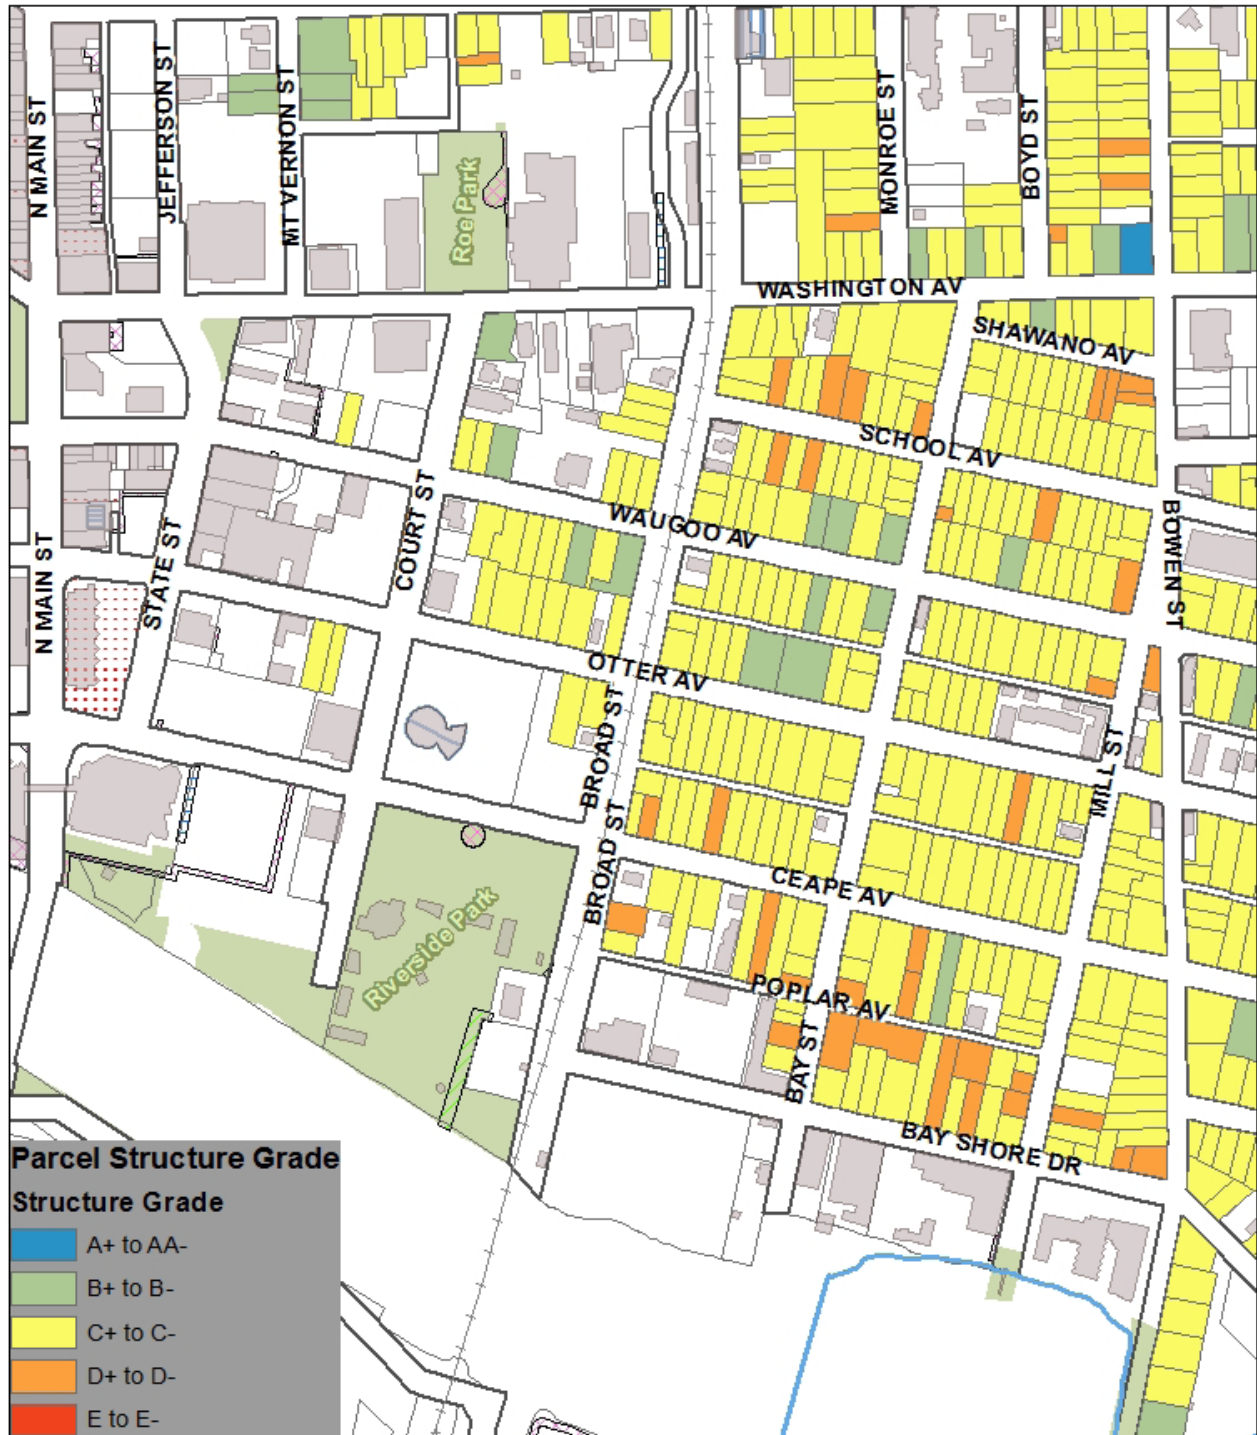 N MAIN ST
JEFFERSON ST
MT VERNON ST
Roe Park
MONROE ST
BOYD ST
WASHINGTON AV
SHAWANO AV
SCHOOL AV
WAUGOO AV
COURT ST
STATE ST
N MAIN ST
BOWEN ST
OTTER AV
BROAD ST
MILL ST
BROAD ST
CEAPE AV
Riverside Park
POPLAR AV
BAY ST
BAY SHORE DR
Parcel Structure Grade
Structure Grade
A+ to AA-
B+ to B-
C+ to C-
D+ to D-
E to E-